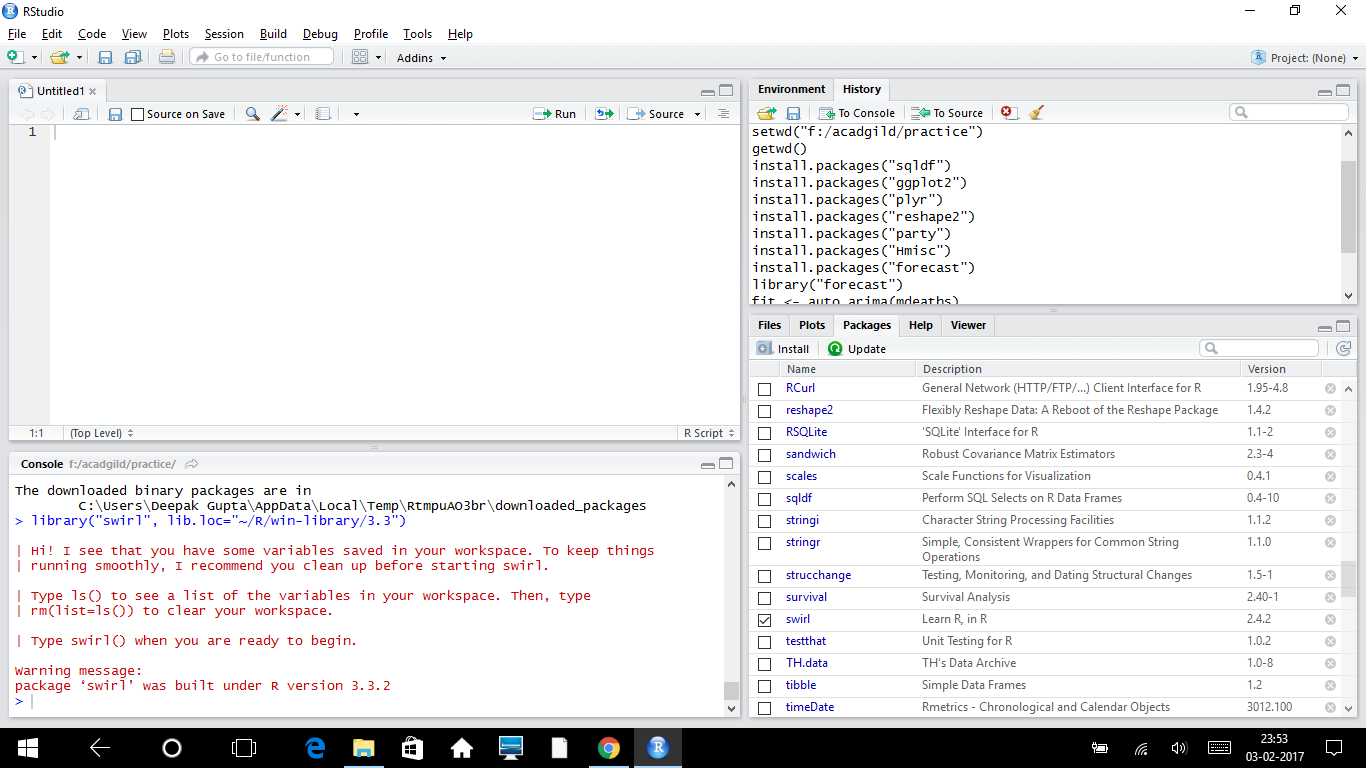 RStudio
File Edit Code View Plots Session Build Debug Profile Tools Help
Go to file/function Addins Project: (None)
Untitled1
Source on Save Run Source
1
1:1 (Top Level) R Script
Console f:/acadgild/practice/
The downloaded binary packages are in
C:\Users\Deepak Gupta\AppData\Local\Temp\RtmpuAO3br\downloaded_packages
> library("swirl", lib.loc="~/R/win-library/3.3")
| Hi! I see that you have some variables saved in your workspace. To keep things
| running smoothly, I recommend you clean up before starting swirl.
| Type ls() to see a list of the variables in your workspace. Then, type
| rm(list=ls()) to clear your workspace.
| Type swirl() when you are ready to begin.
Warning message:
package ‘swirl’ was built under R version 3.3.2
>
Environment History
To Console To Source
setwd("f:/acadgild/practice")
getwd()
install.packages("sqldf")
install.packages("ggplot2")
install.packages("plyr")
install.packages("reshape2")
install.packages("party")
install.packages("Hmisc")
install.packages("forecast")
library("forecast")
fit <- auto.arima(mdeaths)
Files Plots Packages Help Viewer
Install Update
Name Description Version
RCurl General Network (HTTP/FTP/...) Client Interface for R 1.95-4.8
reshape2 Flexibly Reshape Data: A Reboot of the Reshape Package 1.4.2
RSQLite 'SQLite' Interface for R 1.1-2
sandwich Robust Covariance Matrix Estimators 2.3-4
scales Scale Functions for Visualization 0.4.1
sqldf Perform SQL Selects on R Data Frames 0.4-10
stringi Character String Processing Facilities 1.1.2
stringr Simple, Consistent Wrappers for Common String 1.1.0
Operations
strucchange Testing, Monitoring, and Dating Structural Changes 1.5-1
survival Survival Analysis 2.40-1
swirl Learn R, in R 2.4.2
testthat Unit Testing for R 1.0.2
TH.data TH's Data Archive 1.0-8
tibble Simple Data Frames 1.2
timeDate Rmetrics - Chronological and Calendar Objects 3012.100
23:53
03-02-2017